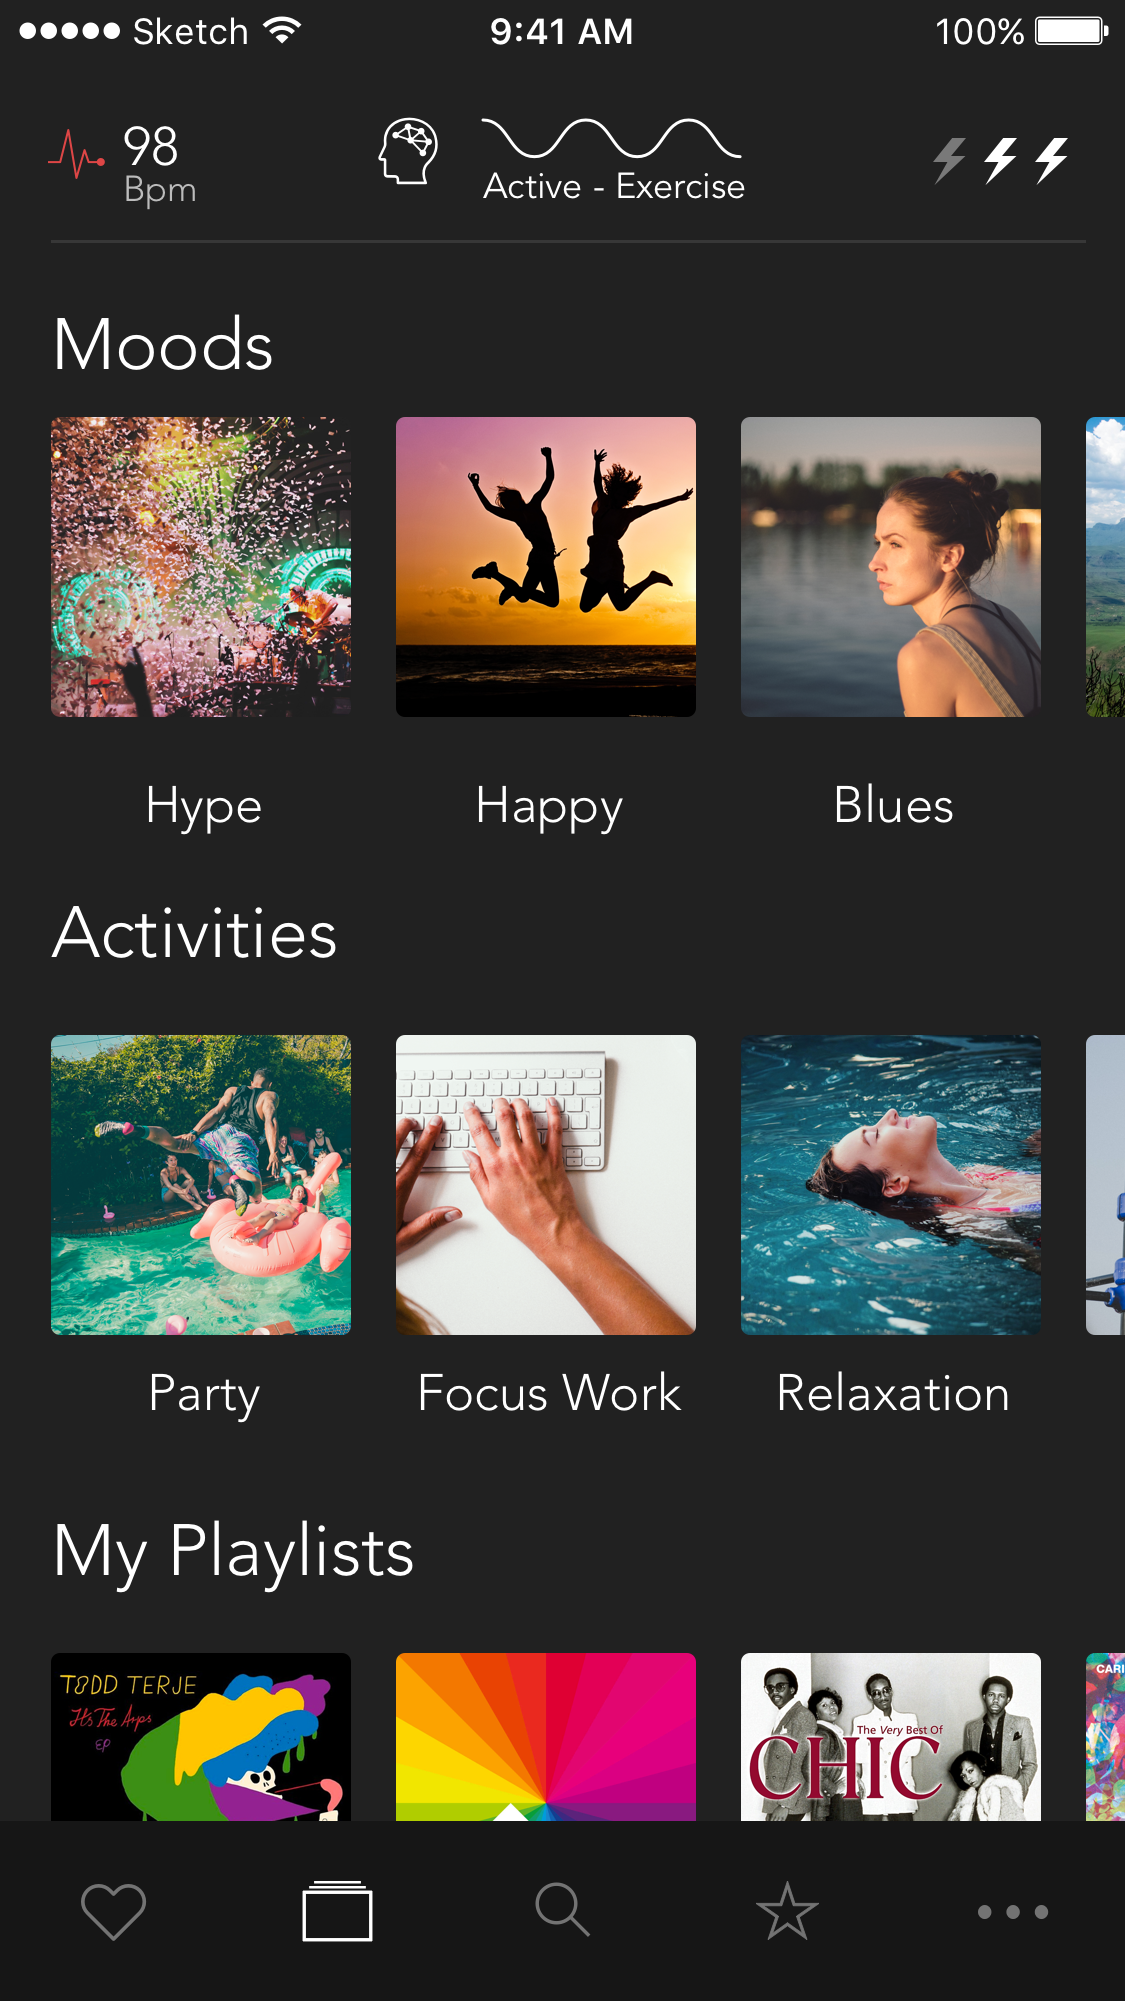 Sketch 9:41 AM 100%
98
Bpm
Active - Exercise
Moods
Hype Happy Blues
Activities
Party Focus Work Relaxation
My Playlists
TODD TERJE
It's The Arps
EP
The Very Best Of
CHIC
CARI